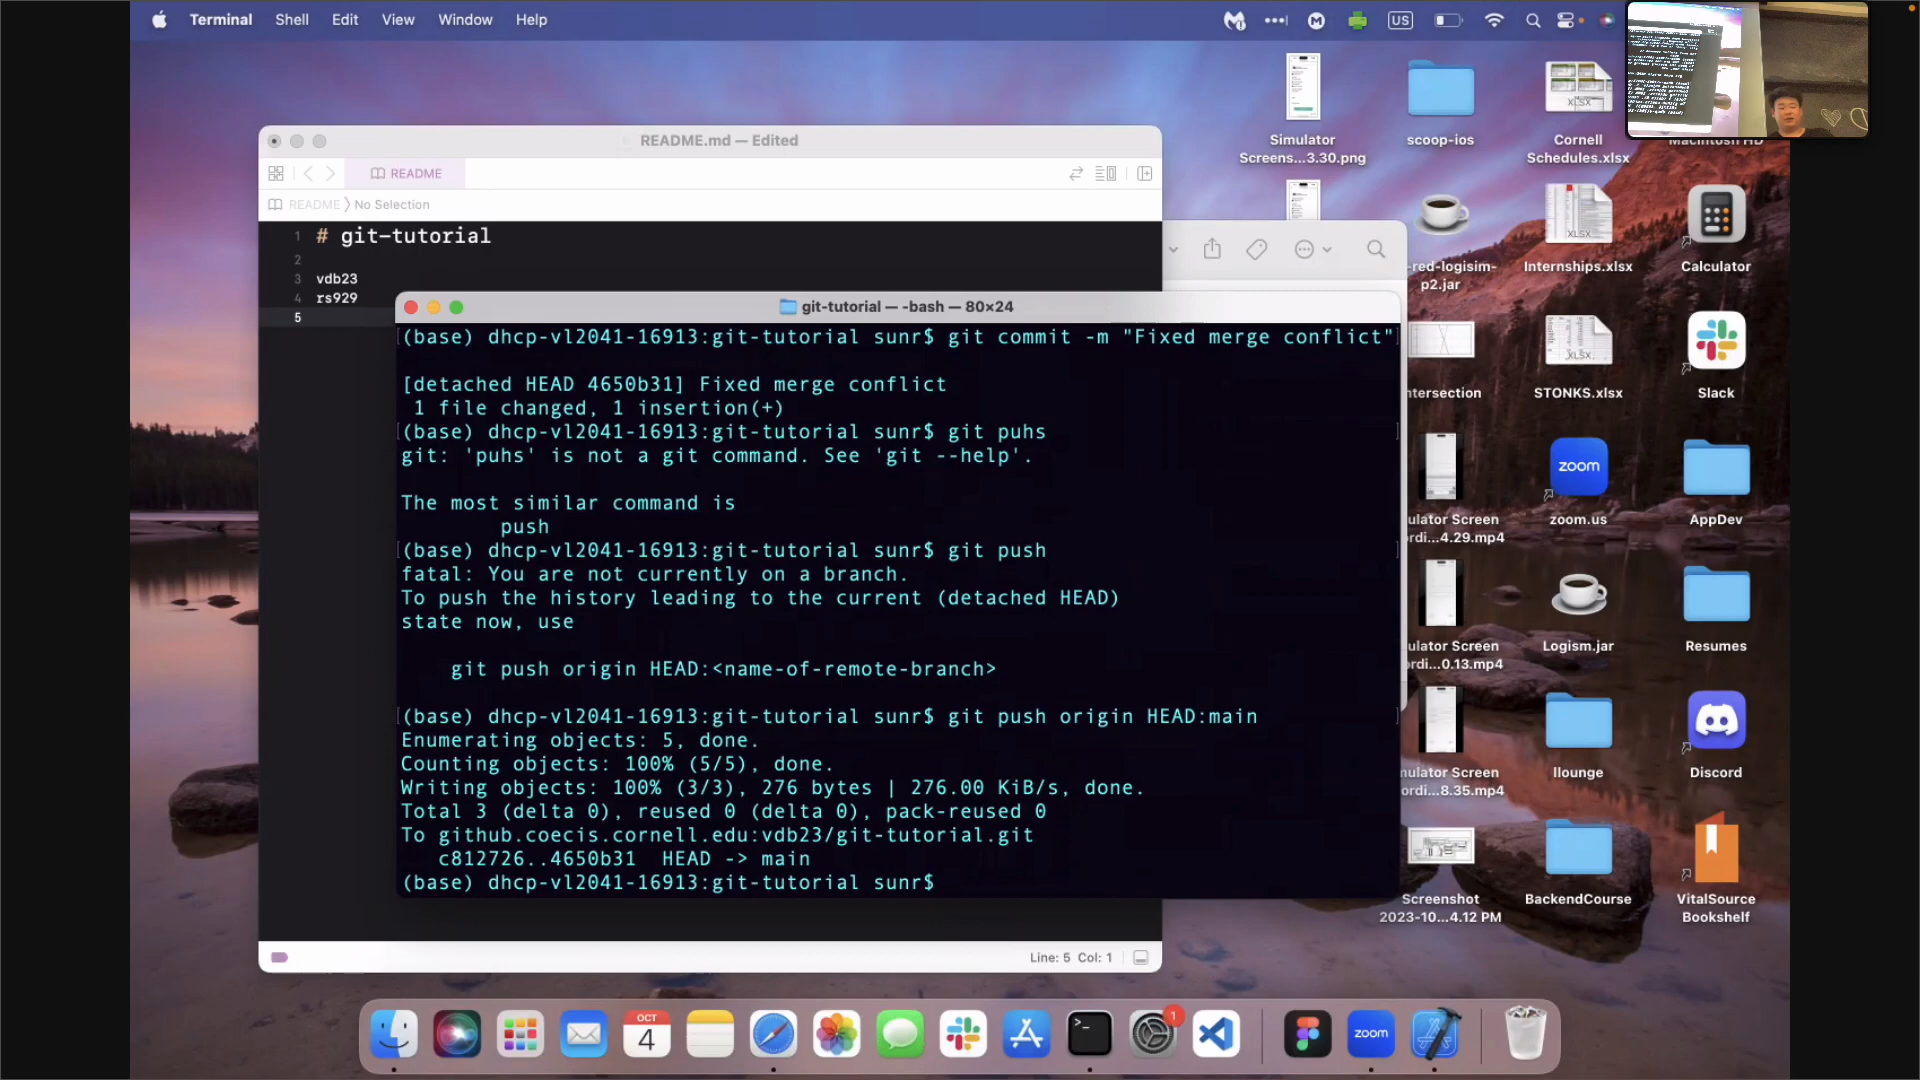 Terminal Shell Edit View Window Help
US
README.md — Edited
README
README 〉No Selection
1 # git-tutorial
2
3 vdb23
4 rs929
5
git-tutorial — -bash — 80×24
(base) dhcp-vl2041-16913:git-tutorial sunr$ git commit -m "Fixed merge conflict"
[detached HEAD 4650b31] Fixed merge conflict
1 file changed, 1 insertion(+)
(base) dhcp-vl2041-16913:git-tutorial sunr$ git puhs
git: 'puhs' is not a git command. See 'git --help'.
The most similar command is
push
(base) dhcp-vl2041-16913:git-tutorial sunr$ git push
fatal: You are not currently on a branch.
To push the history leading to the current (detached HEAD)
state now, use
git push origin HEAD:<name-of-remote-branch>
(base) dhcp-vl2041-16913:git-tutorial sunr$ git push origin HEAD:main
Enumerating objects: 5, done.
Counting objects: 100% (5/5), done.
Writing objects: 100% (3/3), 276 bytes | 276.00 KiB/s, done.
Total 3 (delta 0), reused 0 (delta 0), pack-reused 0
To github.coecis.cornell.edu:vdb23/git-tutorial.git
c812726..4650b31 HEAD -> main
(base) dhcp-vl2041-16913:git-tutorial sunr$
Line: 5 Col: 1
Simulator
Screens...3.30.png
scoop-ios
XLSX
Cornell
Schedules.xlsx
Macintosh HD
-red-logisim-
p2.jar
XLSX
Internships.xlsx
Calculator
ntersection
XLSX
STONKS.xlsx
Slack
ulator Screen
ordi...4.29.mp4
zoom
zoom.us
AppDev
ulator Screen
ordi...0.13.mp4
Logism.jar
Resumes
nulator Screen
ordi...8.35.mp4
llounge
Discord
Screenshot
2023-10...4.12 PM
BackendCourse
VitalSource
Bookshelf
OCT
4
1
zoom